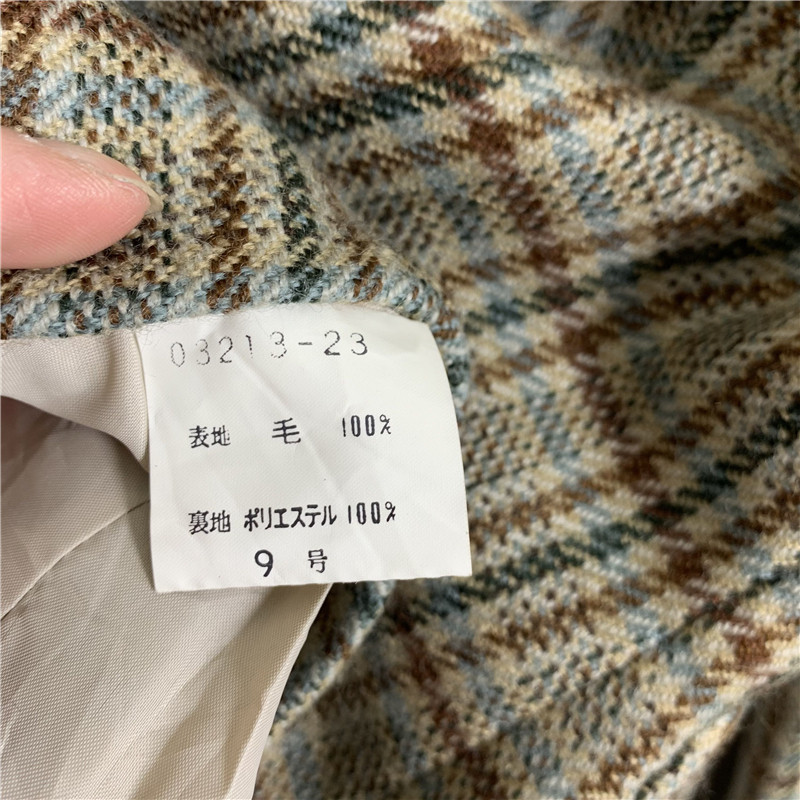 03213-23
表地 毛 100%
裏地 ポリエステル 100%
9 号